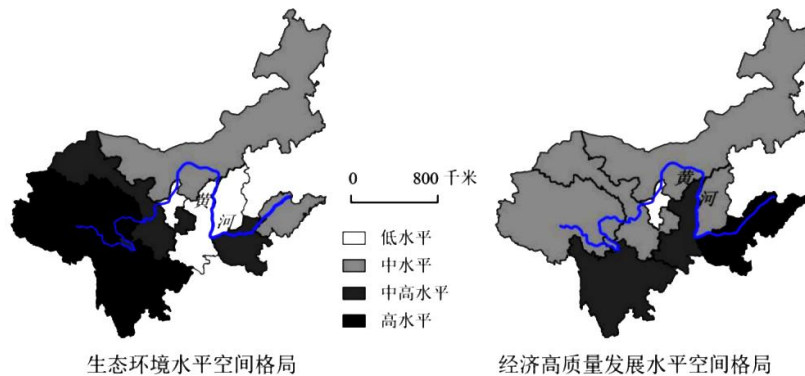 黄
河
0 800 千米
低水平
中水平
中高水平
高水平
生态环境水平空间格局
黄
河
经济高质量发展水平空间格局